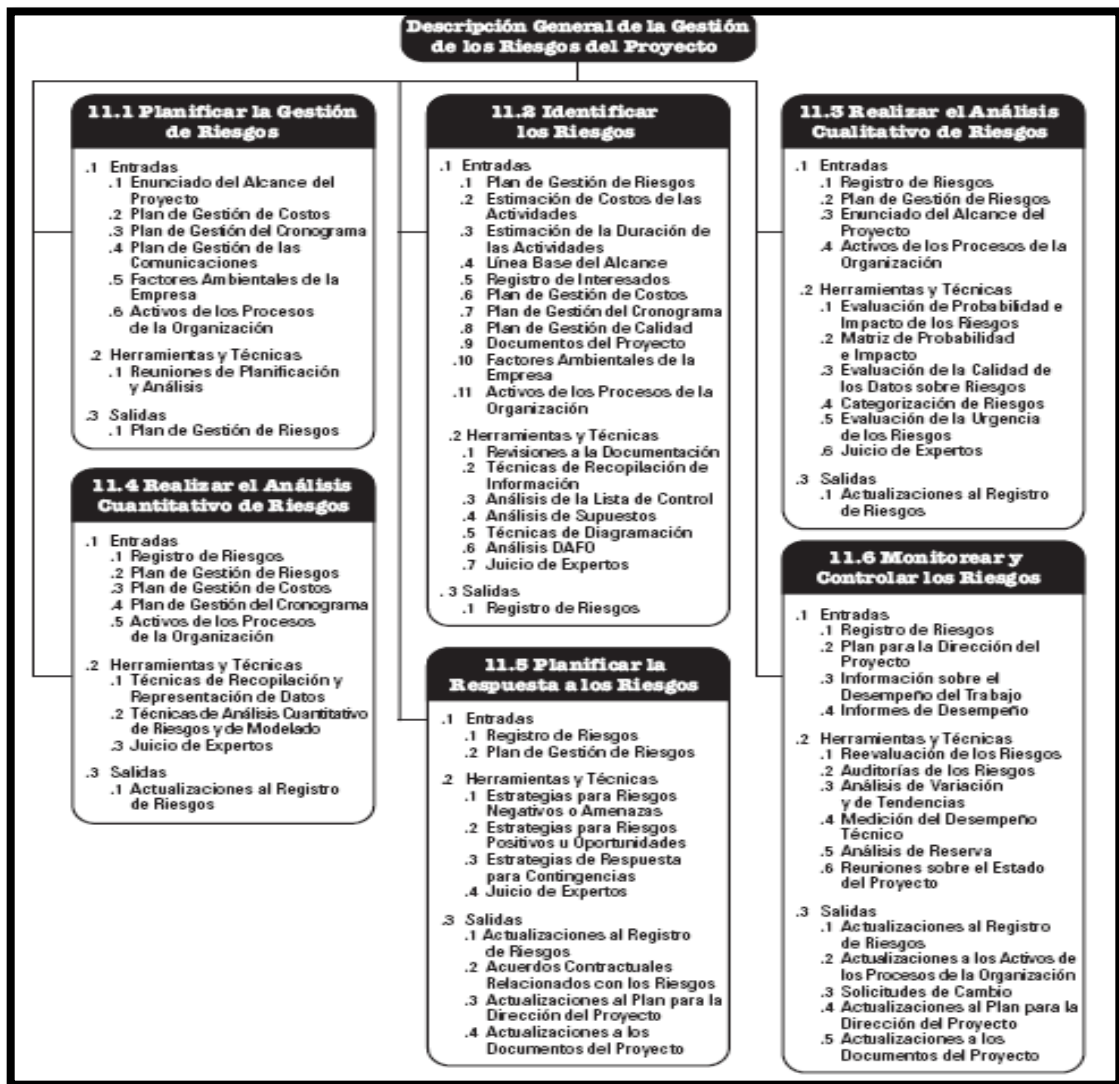 Descripción General de la Gestión
de los Riesgos del Proyecto
11.1 Planificar la Gestión
de Riesgos
.1 Entradas
.1 Enunciado del Alcance del
Proyecto
.2 Plan de Gestión de Costos
.3 Plan de Gestión del Cronograma
.4 Plan de Gestión de las
Comunicaciones
.5 Factores Ambientales de la
Empresa
.6 Activos de los Procesos
de la Organización
.2 Herramientas y Técnicas
.1 Reuniones de Planificación
y Análisis
.3 Salidas
.1 Plan de Gestión de Riesgos
11.2 Identificar
los Riesgos
.1 Entradas
.1 Plan de Gestión de Riesgos
.2 Estimación de Costos de las
Actividades
.3 Estimación de la Duración de
las Actividades
.4 Línea Base del Alcance
.5 Registro de Interesados
.6 Plan de Gestión de Costos
.7 Plan de Gestión del Cronograma
.8 Plan de Gestión de Calidad
.9 Documentos del Proyecto
.10 Factores Ambientales de la
Empresa
.11 Activos de los Procesos de la
Organización
.2 Herramientas y Técnicas
.1 Revisiones a la Documentación
.2 Técnicas de Recopilación de
Información
.3 Análisis de la Lista de Control
.4 Análisis de Supuestos
.5 Técnicas de Diagramación
.6 Análisis DAFO
.7 Juicio de Expertos
. 3 Salidas
.1 Registro de Riesgos
11.3 Realizar el Análisis
Cualitativo de Riesgos
.1 Entradas
.1 Registro de Riesgos
.2 Plan de Gestión de Riesgos
.3 Enunciado del Alcance del
Proyecto
.4 Activos de los Procesos de la
Organización
.2 Herramientas y Técnicas
.1 Evaluación de Probabilidad e
Impacto de los Riesgos
.2 Matriz de Probabilidad
e Impacto
.3 Evaluación de la Calidad de
los Datos sobre Riesgos
.4 Categorización de Riesgos
.5 Evaluación de la Urgencia
de los Riesgos
.6 Juicio de Expertos
.3 Salidas
.1 Actualizaciones al Registro
de Riesgos
11.4 Realizar el Análisis
Cuantitativo de Riesgos
.1 Entradas
.1 Registro de Riesgos
.2 Plan de Gestión de Riesgos
.3 Plan de Gestión de Costos
.4 Plan de Gestión del Cronograma
.5 Activos de los Procesos
de la Organización
.2 Herramientas y Técnicas
.1 Técnicas de Recopilación y
Representación de Datos
.2 Técnicas de Análisis Cuantitativo
de Riesgos y de Modelado
.3 Juicio de Expertos
.3 Salidas
.1 Actualizaciones al Registro
de Riesgos
11.5 Planificar la
Respuesta a los Riesgos
.1 Entradas
.1 Registro de Riesgos
.2 Plan de Gestión de Riesgos
.2 Herramientas y Técnicas
.1 Estrategias para Riesgos
Negativos o Amenazas
.2 Estrategias para Riesgos
Positivos u Oportunidades
.3 Estrategias de Respuesta
para Contingencias
.4 Juicio de Expertos
.3 Salidas
.1 Actualizaciones al Registro
de Riesgos
.2 Acuerdos Contractuales
Relacionados con los Riesgos
.3 Actualizaciones al Plan para la
Dirección del Proyecto
.4 Actualizaciones a los
Documentos del Proyecto
11.6 Monitorear y
Controlar los Riesgos
.1 Entradas
.1 Registro de Riesgos
.2 Plan para la Dirección del
Proyecto
.3 Información sobre el
Desempeño del Trabajo
.4 Informes de Desempeño
.2 Herramientas y Técnicas
.1 Reevaluación de los Riesgos
.2 Auditorías de los Riesgos
.3 Análisis de Variación
y de Tendencias
.4 Medición del Desempeño
Técnico
.5 Análisis de Reserva
.6 Reuniones sobre el Estado
del Proyecto
.3 Salidas
.1 Actualizaciones al Registro
de Riesgos
.2 Actualizaciones a los Activos de
los Procesos de la Organización
.3 Solicitudes de Cambio
.4 Actualizaciones al Plan para la
Dirección del Proyecto
.5 Actualizaciones a los
Documentos del Proyecto